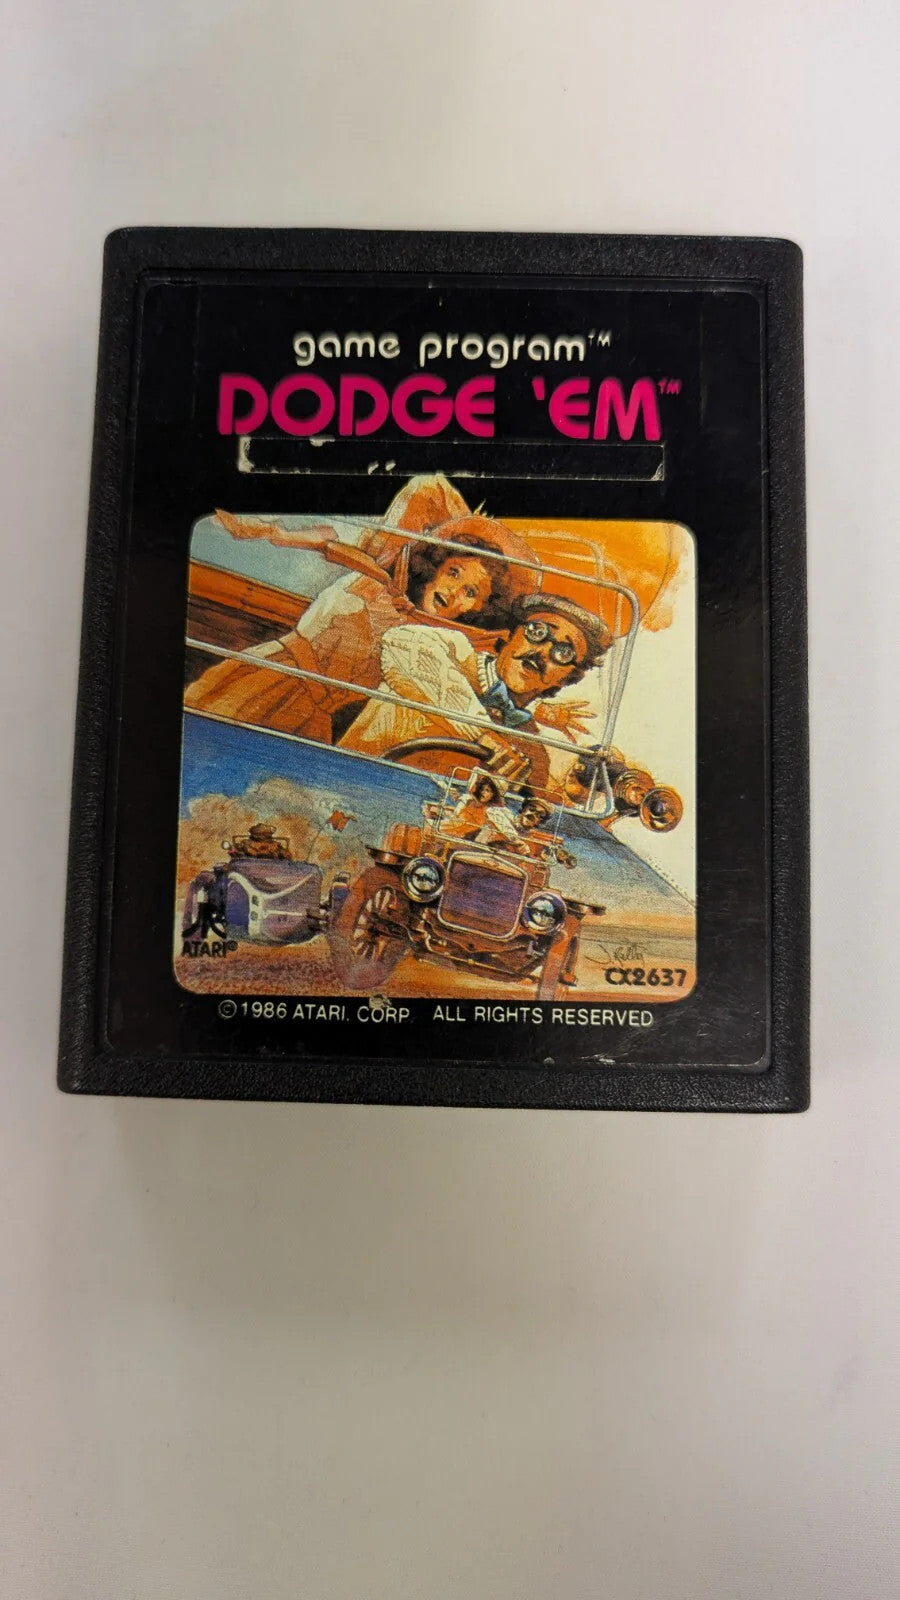 game program™
DODGE 'EM™
ATARI®
CX2637
©1986 ATARI. CORP. ALL RIGHTS RESERVED